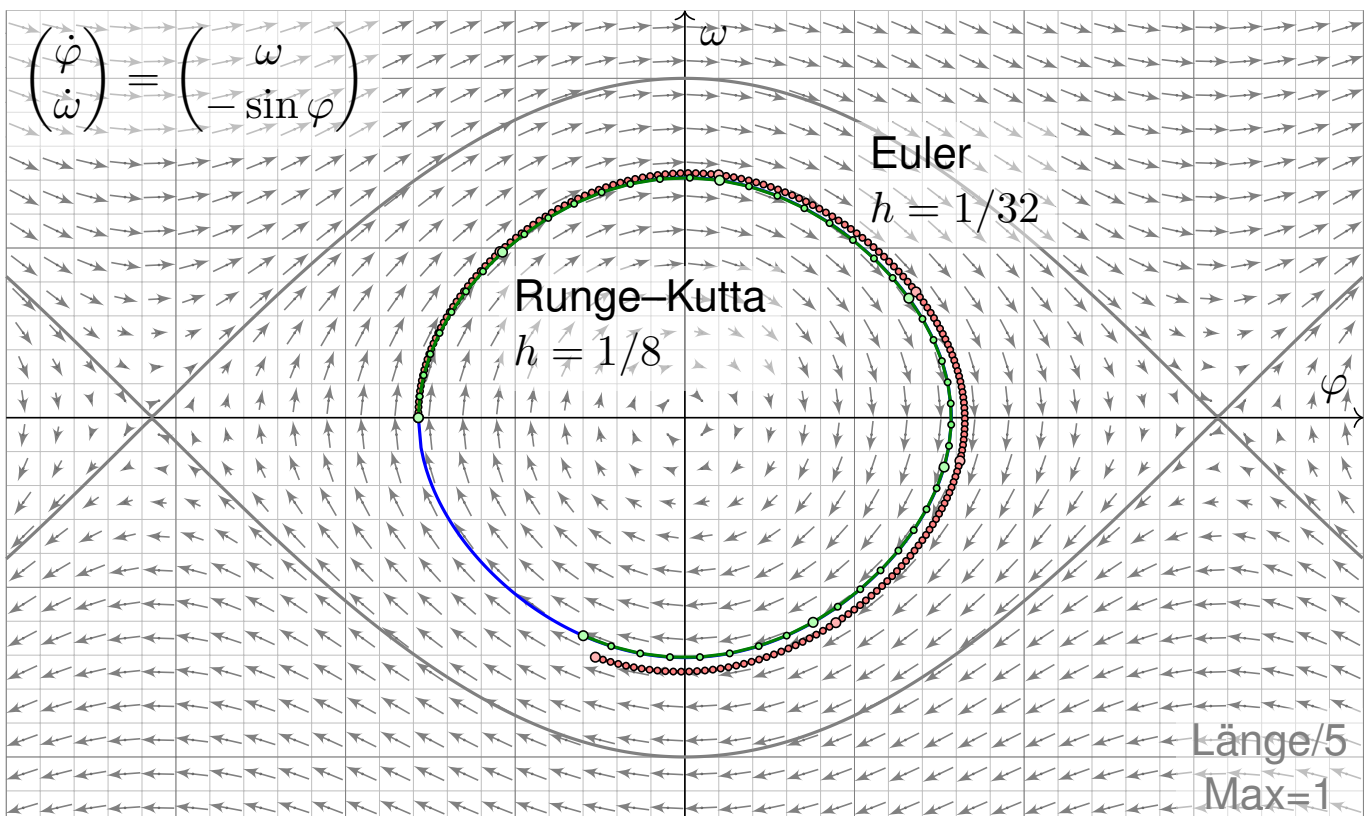 (φ̇ ω̇) = (ω −sin φ)
ω
Euler
h = 1/32
Runge–Kutta
h = 1/8
φ
Länge/5
Max=1